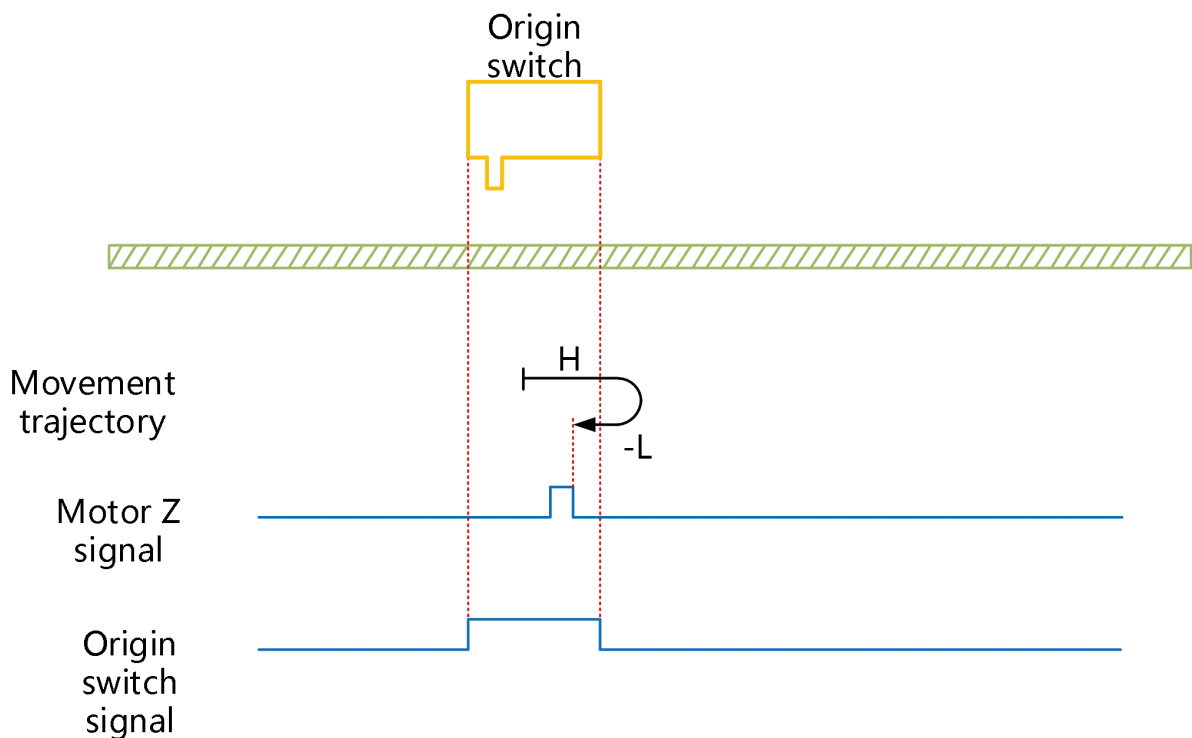 Origin
switch
H
Movement
trajectory
-L
Motor Z
signal
Origin
switch
signal